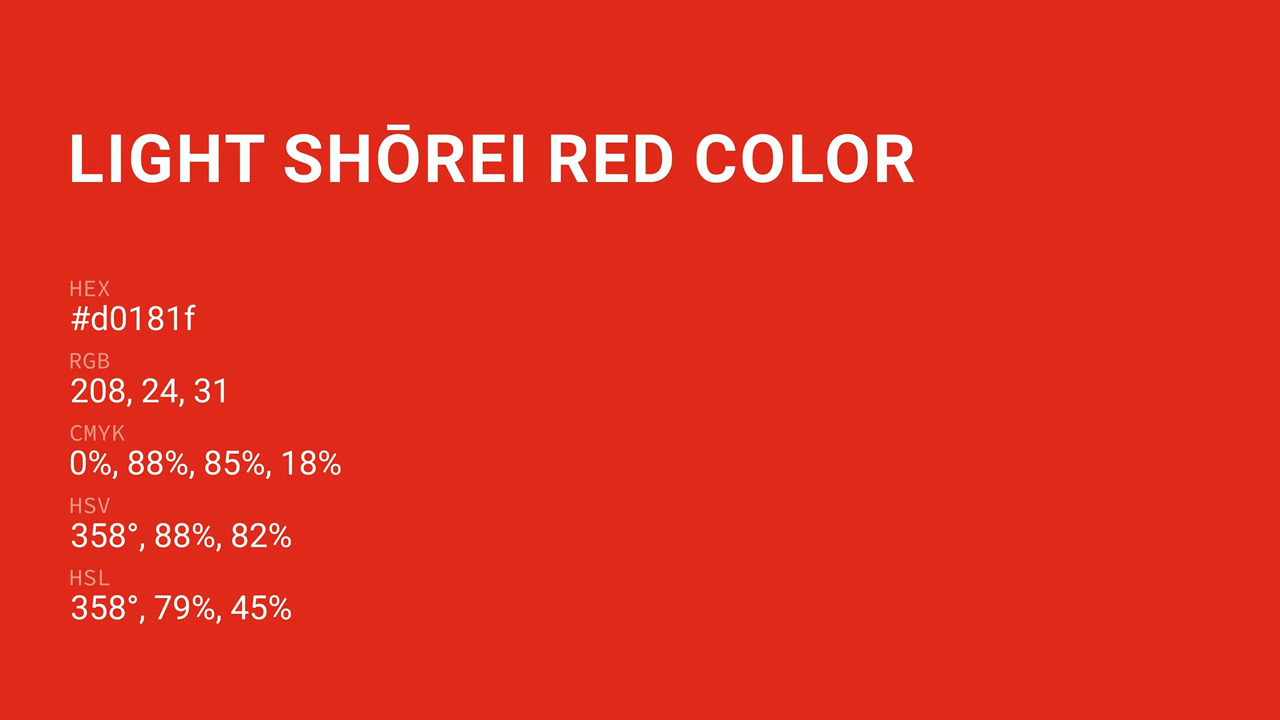 LIGHT SHŌREI RED COLOR
HEX
#d0181f
RGB
208, 24, 31
CMYK
0%, 88%, 85%, 18%
HSV
358°, 88%, 82%
HSL
358°, 79%, 45%